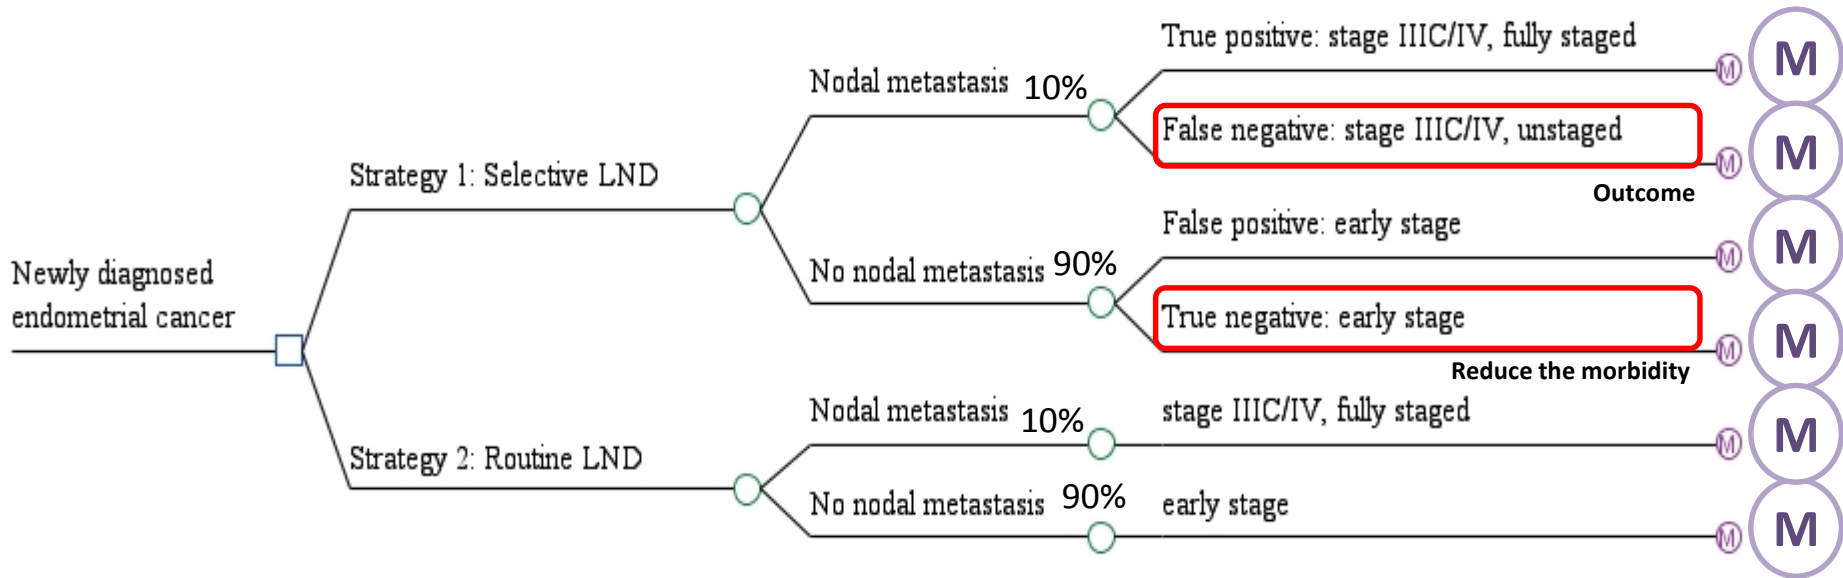 True positive: stage IIIC/IV, fully staged
M
M
Nodal metastasis 10%
False negative: stage IIIC/IV, unstaged
M
M
Strategy 1: Selective LND
Outcome
False positive: early stage
M
M
No nodal metastasis 90%
Newly diagnosed
endometrial cancer
True negative: early stage
M
M
Reduce the morbidity
Nodal metastasis 10%
stage IIIC/IV, fully staged
M
M
Strategy 2: Routine LND
No nodal metastasis 90%
early stage
M
M